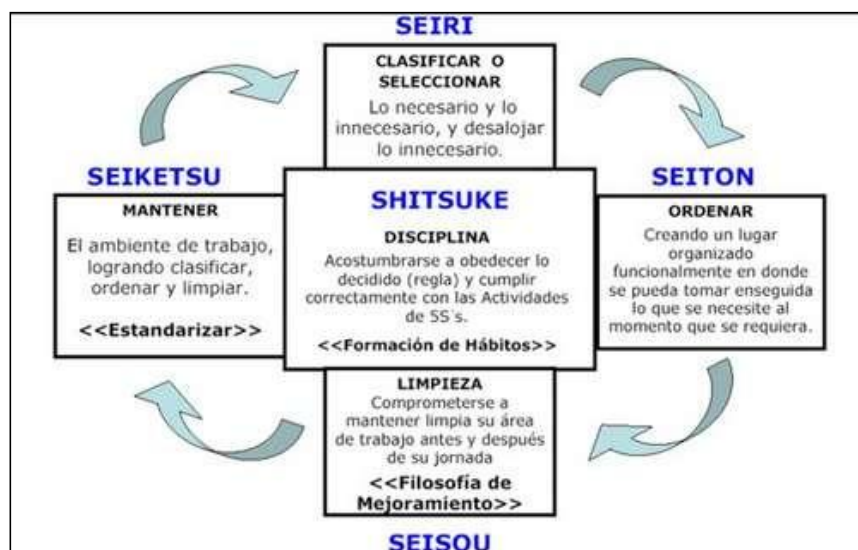 SEIRI
CLASIFICAR O
SELECCIONAR
Lo necesario y lo
innecesario, y desalojar
lo innecesario.
SEIKETSU
MANTENER
El ambiente de trabajo,
logrando clasificar,
ordenar y limpiar.
<<Estandarizar>>
SHITSUKE
DISCIPLINA
Acostumbrarse a obedecer lo
decidido (regla) y cumplir
correctamente con las Actividades
de 5S´s.
<<Formación de Hábitos>>
SEITON
ORDENAR
Creando un lugar
organizado
funcionalmente en donde
se pueda tomar enseguida
lo que se necesite al
momento que se requiera.
LIMPIEZA
Comprometerse a
mantener limpia su área
de trabajo antes y después
de su jornada
<<Filosofía de
Mejoramiento>>
SEISOU